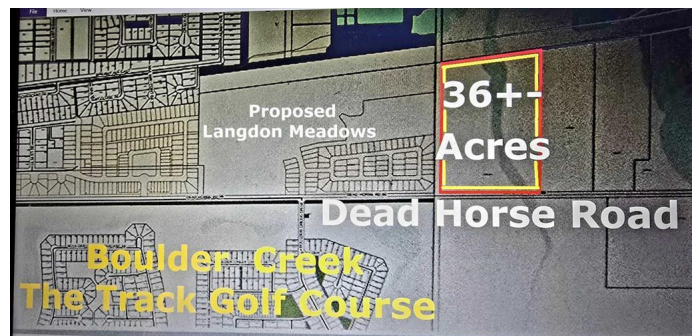 File Home View
Proposed
Langdon Meadows
36+-
Acres
Dead Horse Road
Boulder Creek
The Track Golf Course